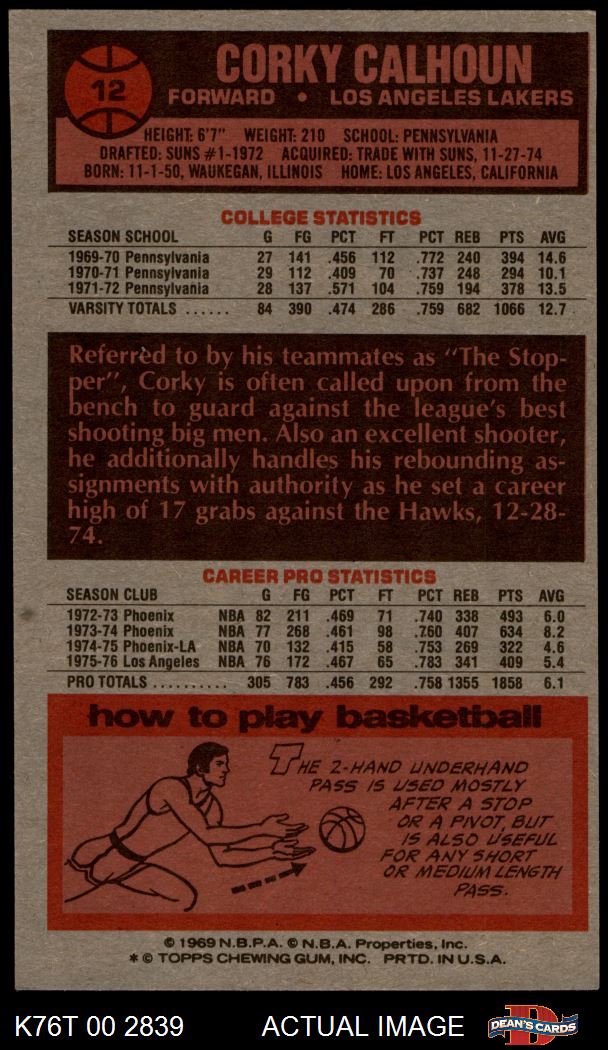 12
CORKY CALHOUN
FORWARD • LOS ANGELES LAKERS
HEIGHT: 6'7" WEIGHT: 210 SCHOOL: PENNSYLVANIA
DRAFTED: SUNS #1-1972 ACQUIRED: TRADE WITH SUNS, 11-27-74
BORN: 11-1-50, WAUKEGAN, ILLINOIS HOME: LOS ANGELES, CALIFORNIA
COLLEGE STATISTICS
SEASON SCHOOL G FG PCT FT PCT REB PTS AVG
1969-70 Pennsylvania 27 141 .456 112 .772 240 394 14.6
1970-71 Pennsylvania 29 112 .409 70 .737 248 294 10.1
1971-72 Pennsylvania 28 137 .571 104 .759 194 378 13.5
VARSITY TOTALS ...... 84 390 .474 286 .759 682 1066 12.7
Referred to by his teammates as "The Stop-
per", Corky is often called upon from the
bench to guard against the league's best
shooting big men. Also an excellent shooter,
he additionally handles his rebounding as-
signments with authority as he set a career
high of 17 grabs against the Hawks, 12-28-
74.
CAREER PRO STATISTICS
SEASON CLUB G FG PCT FT PCT REB PTS AVG
1972-73 Phoenix NBA 82 211 .469 71 .740 338 493 6.0
1973-74 Phoenix NBA 77 268 .461 98 .760 407 634 8.2
1974-75 Phoenix-LA NBA 70 132 .415 58 .753 269 322 4.6
1975-76 Los Angeles NBA 76 172 .467 65 .783 341 409 5.4
PRO TOTALS .......... 305 783 .456 292 .758 1355 1858 6.1
how to play basketball
THE 2-HAND UNDERHAND
PASS IS USED MOSTLY
AFTER A STOP
OR A PIVOT, BUT
IS ALSO USEFUL
FOR ANY SHORT
OR MEDIUM LENGTH
PASS.
© 1969 N.B.P.A. © N.B.A. Properties, Inc.
* © TOPPS CHEWING GUM, INC. PRTD. IN U.S.A.
K76T 00 2839 ACTUAL IMAGE
D
DEAN'S CARDS